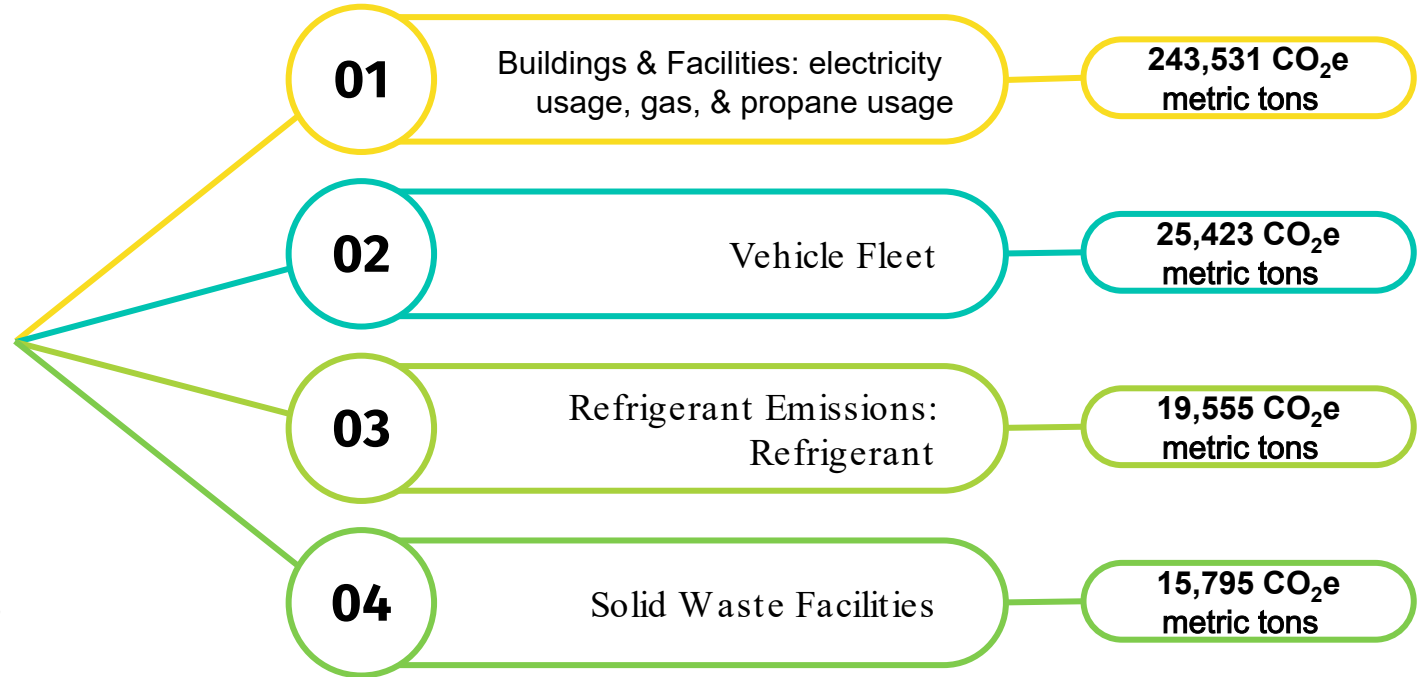 01
Buildings & Facilities: electricity
usage, gas, & propane usage
243,531 CO₂e
metric tons
02
Vehicle Fleet
25,423 CO₂e
metric tons
03
Refrigerant Emissions:
Refrigerant
19,555 CO₂e
metric tons
04
Solid Waste Facilities
15,795 CO₂e
metric tons